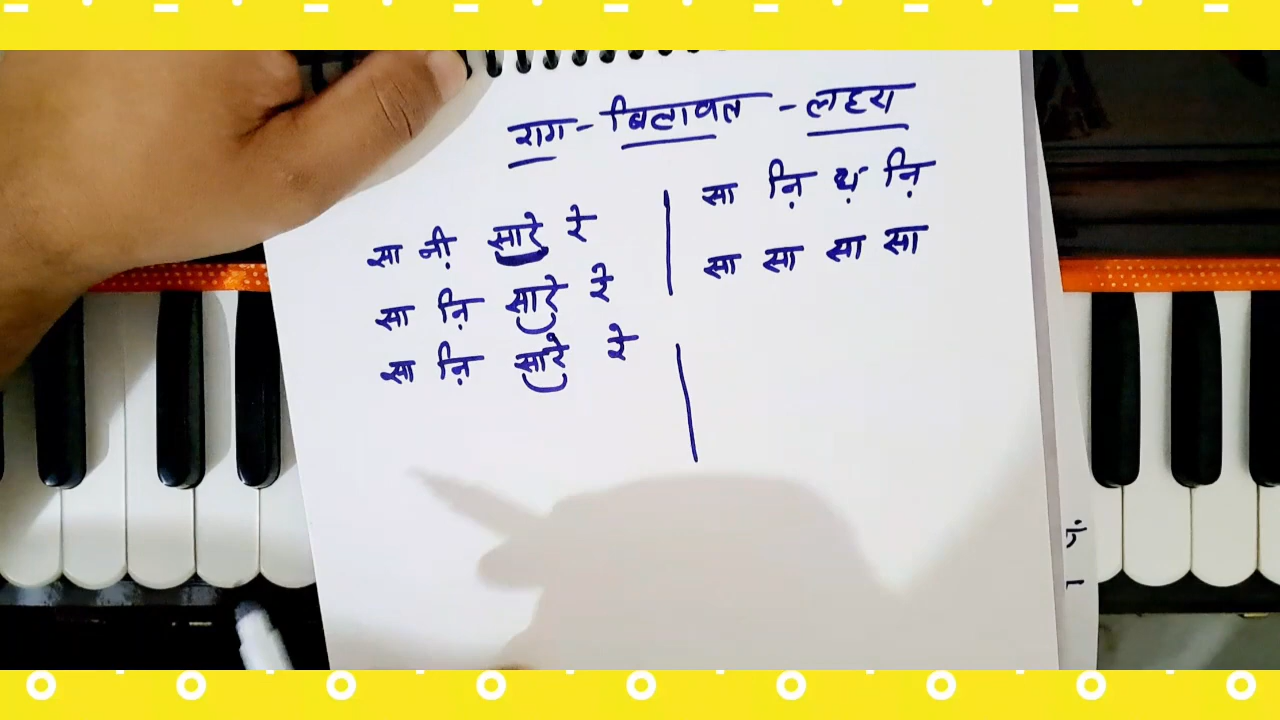 राग - बिलावल - लहरा
सा नी़ सारे रे
सा नि़ सारे रे
सा नि़ सारे रे
सा नि़ ध़ नि़
सा सा सा सा